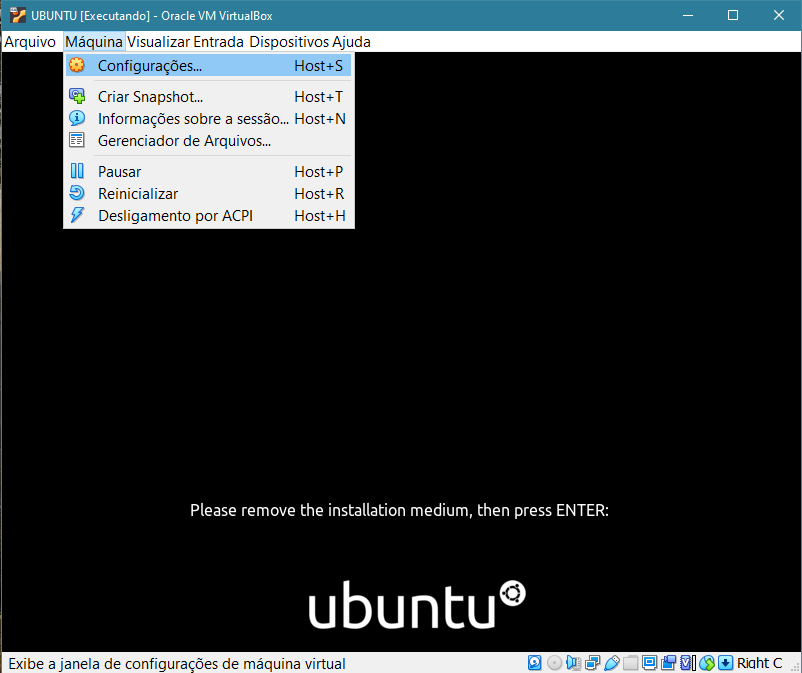 UBUNTU [Executando] - Oracle VM VirtualBox
Arquivo Máquina Visualizar Entrada Dispositivos Ajuda
Configurações... Host+S
Criar Snapshot... Host+T
Informações sobre a sessão... Host+N
Gerenciador de Arquivos...
Pausar Host+P
Reinicializar Host+R
Desligamento por ACPI Host+H
Please remove the installation medium, then press ENTER:
ubuntu
Exibe a janela de configurações de máquina virtual Right C